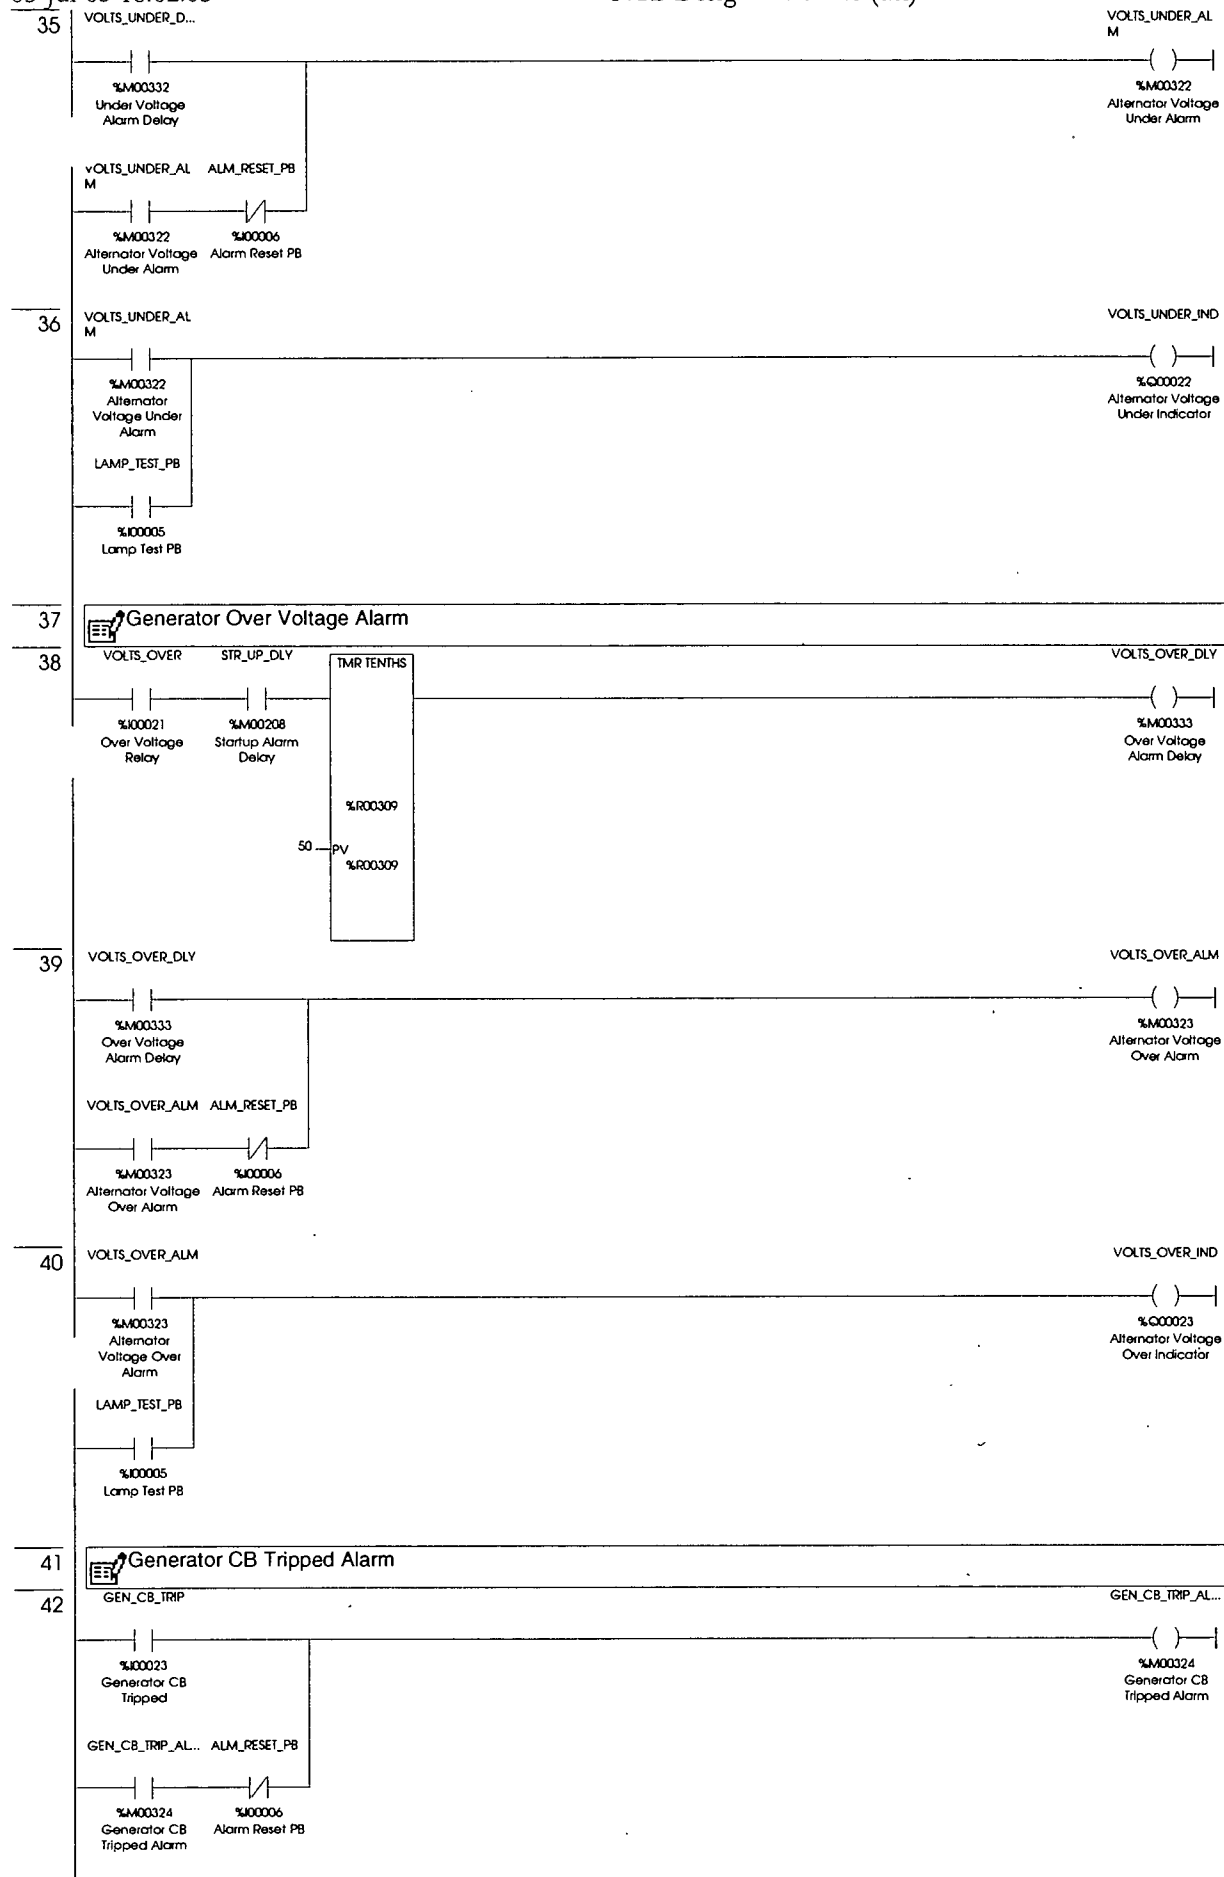 35
VOLTS_UNDER_D...
VOLTS_UNDER_AL
M
%M00332
Under Voltage
Alarm Delay
%M00322
Alternator Voltage
Under Alarm
VOLTS_UNDER_AL
M
ALM_RESET_PB
%M00322
Alternator Voltage
Under Alarm
%I00006
Alarm Reset PB
36
VOLTS_UNDER_AL
M
VOLTS_UNDER_IND
%M00322
Alternator
Voltage Under
Alarm
%Q00022
Alternator Voltage
Under Indicator
LAMP_TEST_PB
%I00005
Lamp Test PB
37
Generator Over Voltage Alarm
38
VOLTS_OVER
STR_UP_DLY
TMR TENTHS
VOLTS_OVER_DLY
%I00021
Over Voltage
Relay
%M00208
Startup Alarm
Delay
%M00333
Over Voltage
Alarm Delay
%R00309
50
PV
%R00309
39
VOLTS_OVER_DLY
VOLTS_OVER_ALM
%M00333
Over Voltage
Alarm Delay
%M00323
Alternator Voltage
Over Alarm
VOLTS_OVER_ALM
ALM_RESET_PB
%M00323
Alternator Voltage
Over Alarm
%I00006
Alarm Reset PB
40
VOLTS_OVER_ALM
VOLTS_OVER_IND
%M00323
Alternator
Voltage Over
Alarm
%Q00023
Alternator Voltage
Over Indicator
LAMP_TEST_PB
%I00005
Lamp Test PB
41
Generator CB Tripped Alarm
42
GEN_CB_TRIP
GEN_CB_TRIP_AL...
%I00023
Generator CB
Tripped
%M00324
Generator CB
Tripped Alarm
GEN_CB_TRIP_AL...
ALM_RESET_PB
%M00324
Generator CB
Tripped Alarm
%I00006
Alarm Reset PB